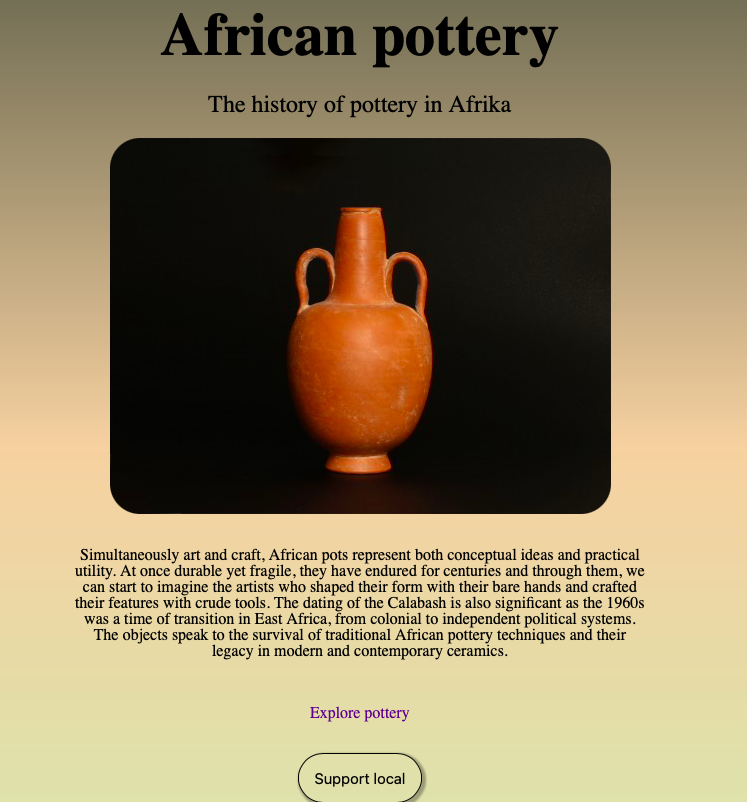 African pottery
The history of pottery in Afrika
Simultaneously art and craft, African pots represent both conceptual ideas and practical
utility. At once durable yet fragile, they have endured for centuries and through them, we
can start to imagine the artists who shaped their form with their bare hands and crafted
their features with crude tools. The dating of the Calabash is also significant as the 1960s
was a time of transition in East Africa, from colonial to independent political systems.
The objects speak to the survival of traditional African pottery techniques and their
legacy in modern and contemporary ceramics.
Explore pottery
Support local